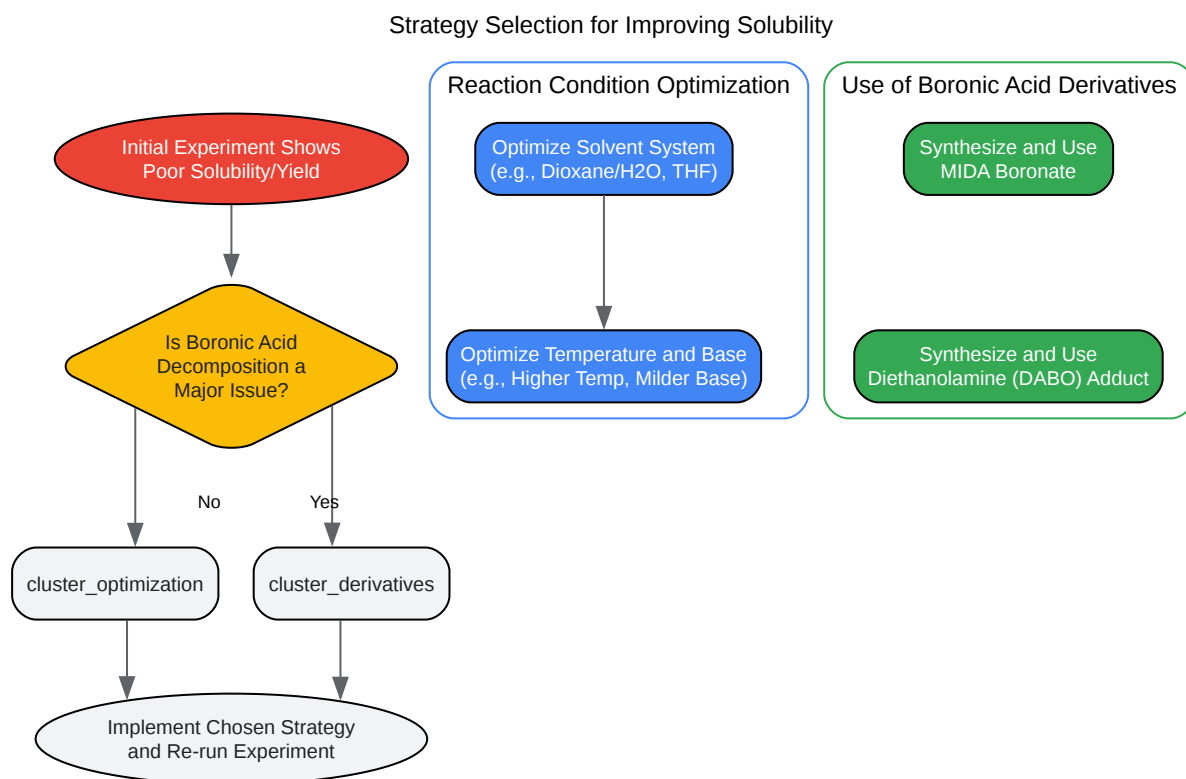 Strategy Selection for Improving Solubility
Initial Experiment Shows
Poor Solubility/Yield
Is Boronic Acid
Decomposition a
Major Issue?
No
Yes
cluster_optimization
cluster_derivatives
Implement Chosen Strategy
and Re-run Experiment
Reaction Condition Optimization
Optimize Solvent System
(e.g., Dioxane/H2O, THF)
Optimize Temperature and Base
(e.g., Higher Temp, Milder Base)
Use of Boronic Acid Derivatives
Synthesize and Use
MIDA Boronate
Synthesize and Use
Diethanolamine (DABO) Adduct